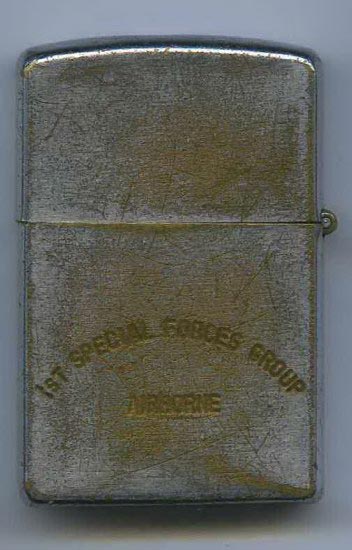 1ST SPECIAL FORCES GROUP
AIRBORNE